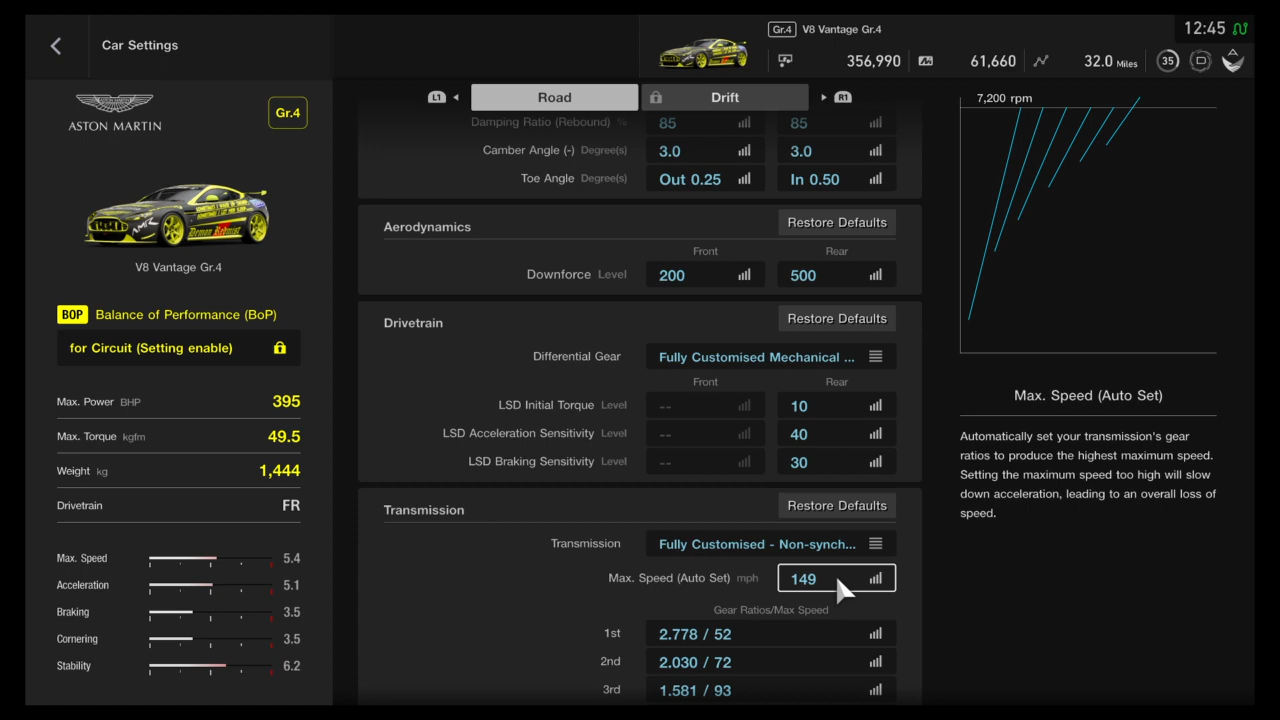 Car Settings
Gr.4 V8 Vantage Gr.4
12:45
356,990 61,660 32.0 Miles 35
L1 Road Drift R1
ASTON MARTIN
Gr.4
V8 Vantage Gr.4
BOP Balance of Performance (BoP)
for Circuit (Setting enable)
Max. Power BHP 395
Max. Torque kgfm 49.5
Weight kg 1,444
Drivetrain FR
Max. Speed 5.4
Acceleration 5.1
Braking 3.5
Cornering 3.5
Stability 6.2
Damping Ratio (Rebound) % 85 85
Camber Angle (-) Degree(s) 3.0 3.0
Toe Angle Degree(s) Out 0.25 In 0.50
Aerodynamics Restore Defaults
Front Rear
Downforce Level 200 500
Drivetrain Restore Defaults
Differential Gear Fully Customised Mechanical ...
Front Rear
LSD Initial Torque Level -- 10
LSD Acceleration Sensitivity Level -- 40
LSD Braking Sensitivity Level -- 30
Transmission Restore Defaults
Transmission Fully Customised - Non-synch...
Max. Speed (Auto Set) mph 149
Gear Ratios/Max Speed
1st 2.778 / 52
2nd 2.030 / 72
3rd 1.581 / 93
7,200 rpm
Max. Speed (Auto Set)
Automatically set your transmission's gear
ratios to produce the highest maximum speed.
Setting the maximum speed too high will slow
down acceleration, leading to an overall loss of
speed.